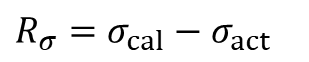 R_σ = σ_cal − σ_act